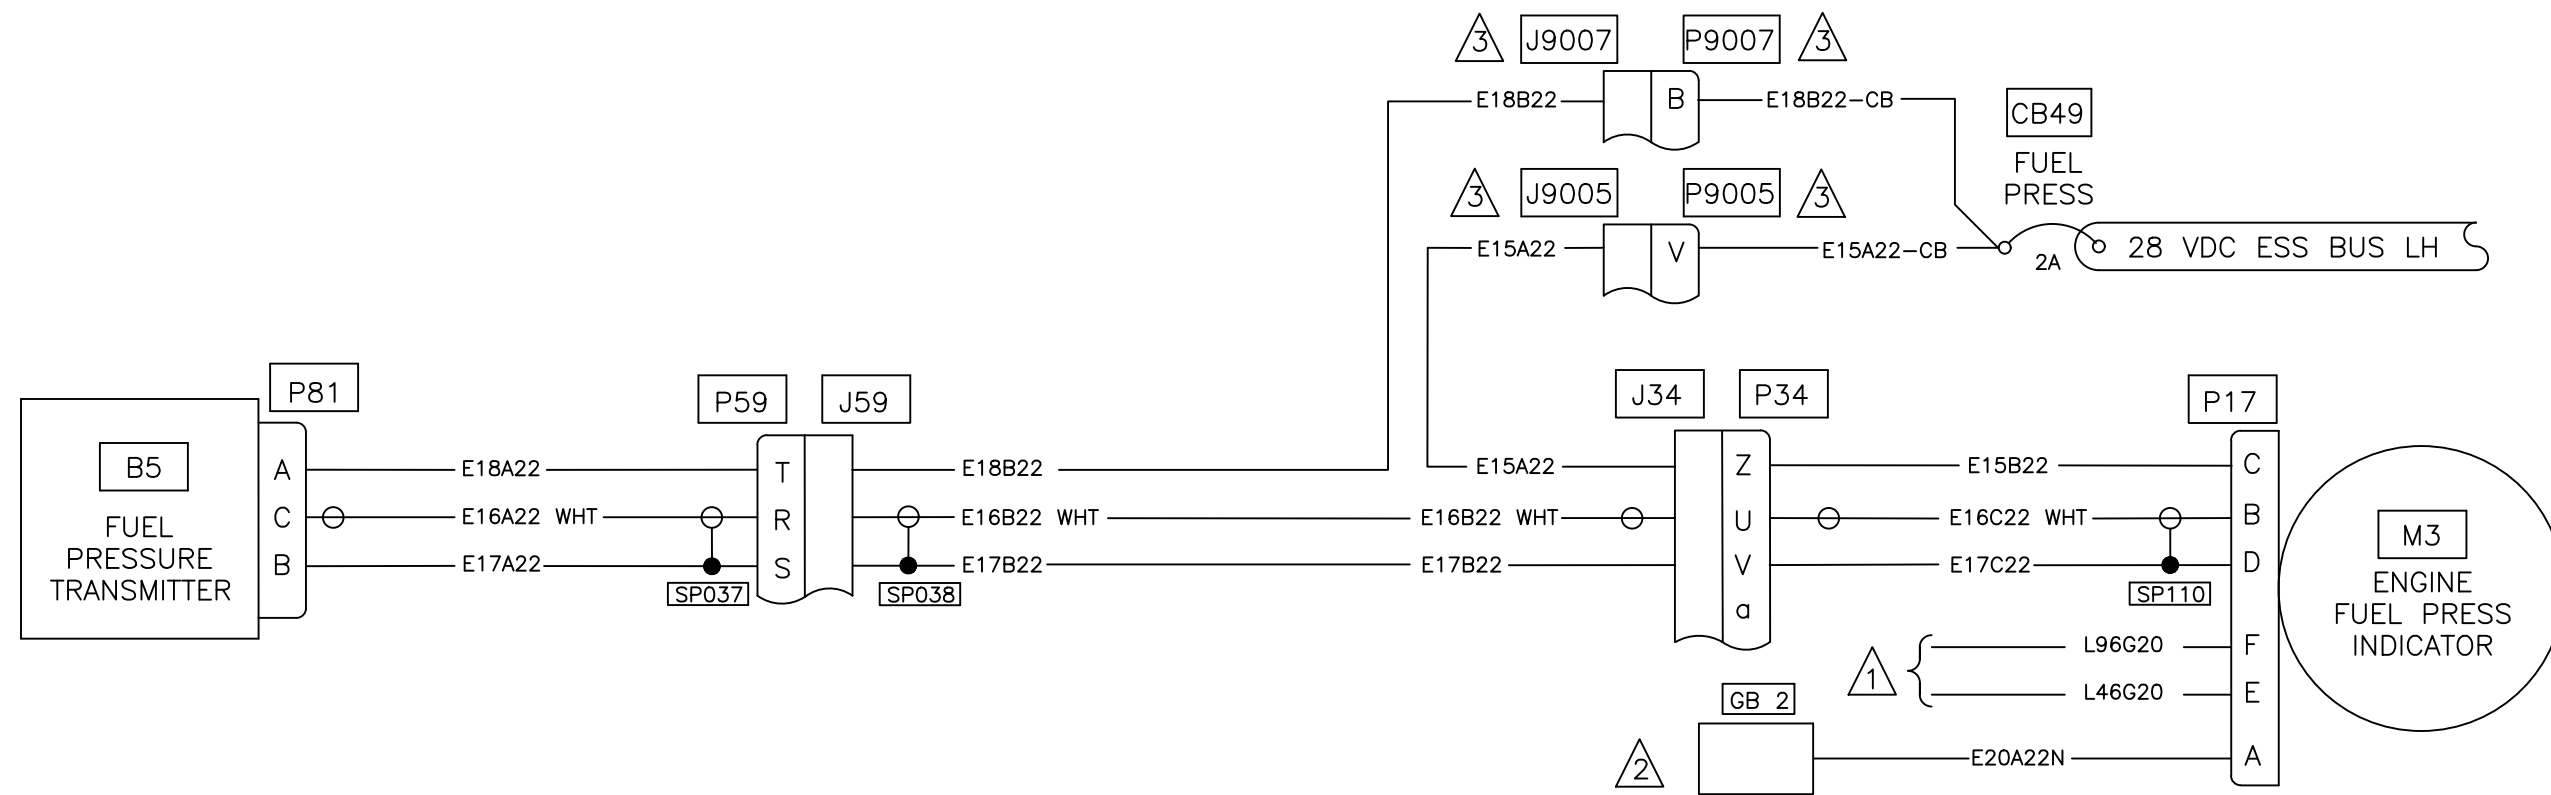 3 J9007 P9007 3
E18B22 B E18B22-CB
CB49
FUEL
PRESS
3 J9005 P9005 3
E15A22 V E15A22-CB
2A
28 VDC ESS BUS LH
P81
P59 J59
J34 P34
P17
B5
FUEL
PRESSURE
TRANSMITTER
A E18A22 T E18B22
E15A22 Z E15B22 C
C E16A22 WHT R E16B22 WHT E16B22 WHT U E16C22 WHT B
B E17A22 S E17B22 E17B22 V E17C22 D
SP037
SP038
SP110
a
M3
ENGINE
FUEL PRESS
INDICATOR
1
L96G20 F
L46G20 E
GB 2
2
E20A22N A